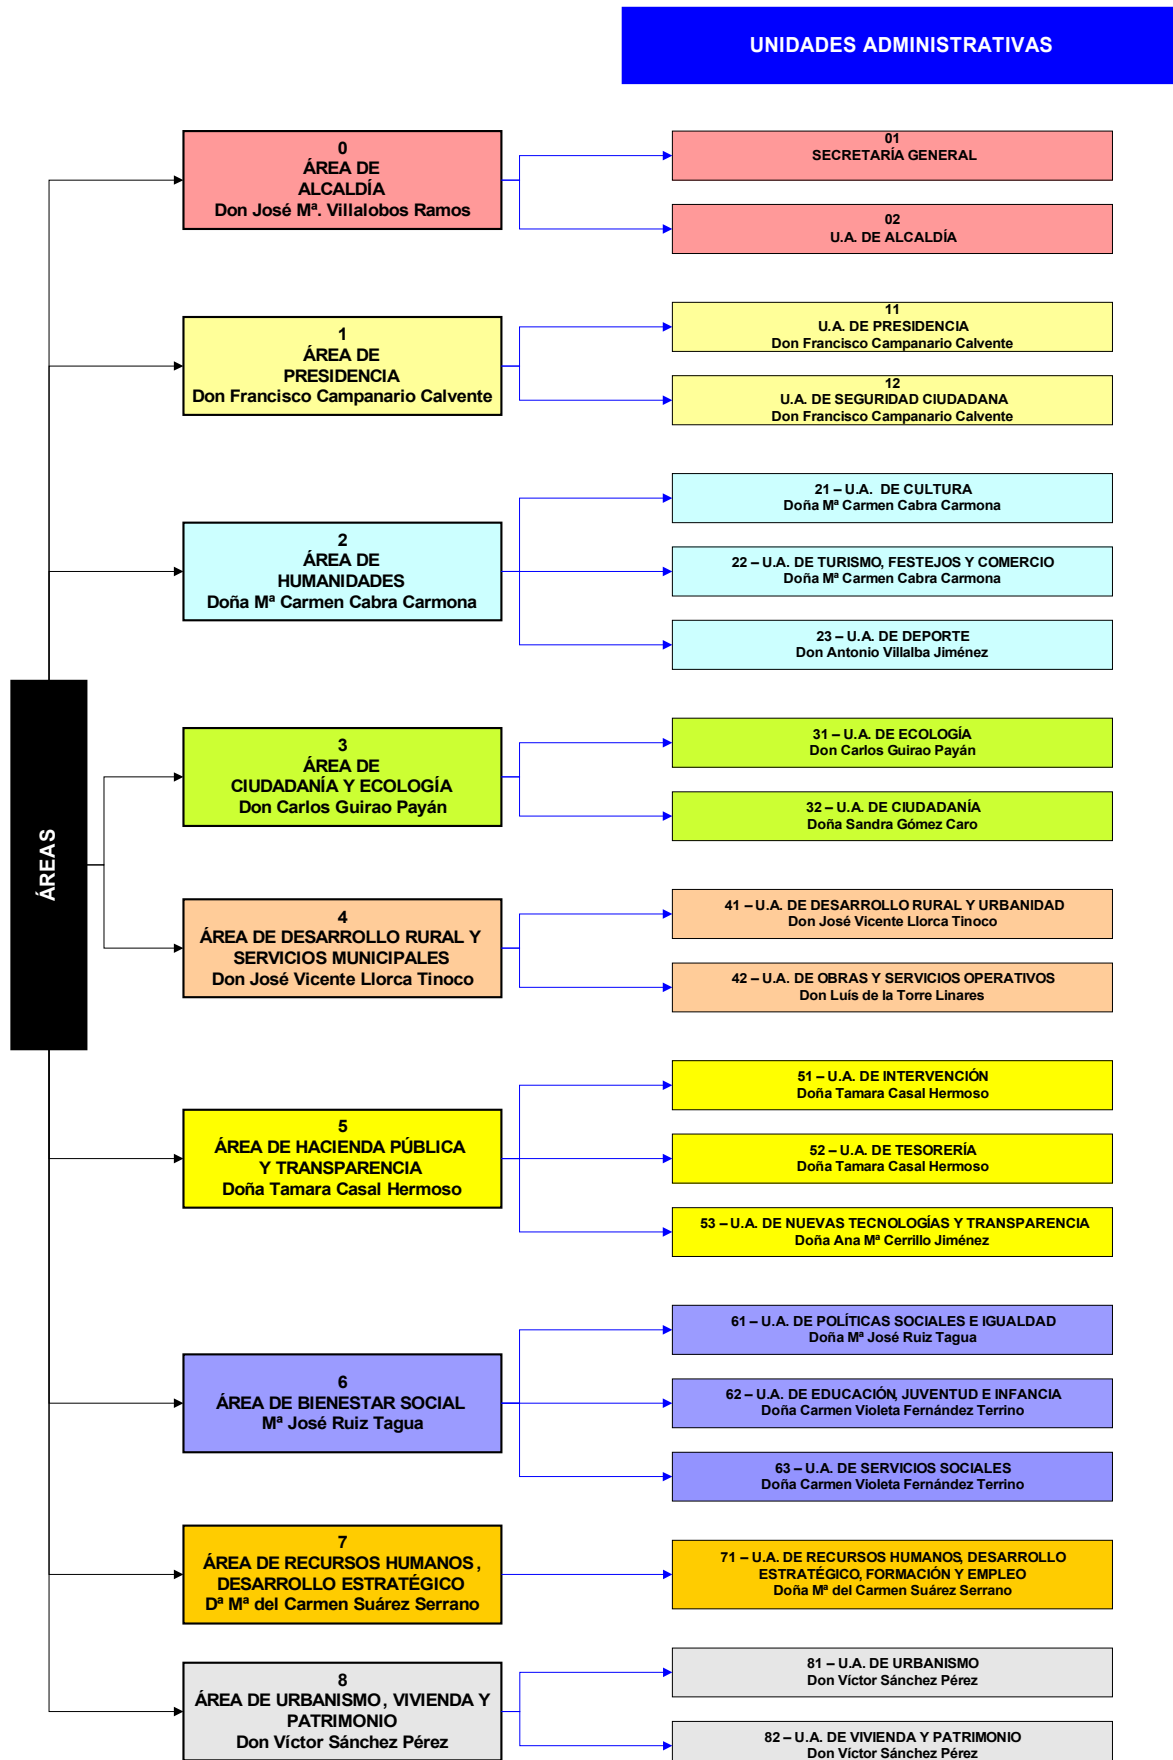 UNIDADES ADMINISTRATIVAS
ÁREAS
0
ÁREA DE
ALCALDÍA
Don José Mª. Villalobos Ramos
01
SECRETARÍA GENERAL
02
U.A. DE ALCALDÍA
1
ÁREA DE
PRESIDENCIA
Don Francisco Campanario Calvente
11
U.A. DE PRESIDENCIA
Don Francisco Campanario Calvente
12
U.A. DE SEGURIDAD CIUDADANA
Don Francisco Campanario Calvente
2
ÁREA DE
HUMANIDADES
Doña Mª Carmen Cabra Carmona
21 – U.A. DE CULTURA
Doña Mª Carmen Cabra Carmona
22 – U.A. DE TURISMO, FESTEJOS Y COMERCIO
Doña Mª Carmen Cabra Carmona
23 – U.A. DE DEPORTE
Don Antonio Villalba Jiménez
3
ÁREA DE
CIUDADANÍA Y ECOLOGÍA
Don Carlos Guirao Payán
31 – U.A. DE ECOLOGÍA
Don Carlos Guirao Payán
32 – U.A. DE CIUDADANÍA
Doña Sandra Gómez Caro
4
ÁREA DE DESARROLLO RURAL Y
SERVICIOS MUNICIPALES
Don José Vicente Llorca Tinoco
41 – U.A. DE DESARROLLO RURAL Y URBANIDAD
Don José Vicente Llorca Tinoco
42 – U.A. DE OBRAS Y SERVICIOS OPERATIVOS
Don Luís de la Torre Linares
5
ÁREA DE HACIENDA PÚBLICA
Y TRANSPARENCIA
Doña Tamara Casal Hermoso
51 – U.A. DE INTERVENCIÓN
Doña Tamara Casal Hermoso
52 – U.A. DE TESORERÍA
Doña Tamara Casal Hermoso
53 – U.A. DE NUEVAS TECNOLOGÍAS Y TRANSPARENCIA
Doña Ana Mª Cerrillo Jiménez
6
ÁREA DE BIENESTAR SOCIAL
Mª José Ruiz Tagua
61 – U.A. DE POLÍTICAS SOCIALES E IGUALDAD
Doña Mª José Ruiz Tagua
62 – U.A. DE EDUCACIÓN, JUVENTUD E INFANCIA
Doña Carmen Violeta Fernández Terrino
63 – U.A. DE SERVICIOS SOCIALES
Doña Carmen Violeta Fernández Terrino
7
ÁREA DE RECURSOS HUMANOS,
DESARROLLO ESTRATÉGICO
Dª Mª del Carmen Suárez Serrano
71 – U.A. DE RECURSOS HUMANOS, DESARROLLO
ESTRATÉGICO, FORMACIÓN Y EMPLEO
Doña Mª del Carmen Suárez Serrano
8
ÁREA DE URBANISMO, VIVIENDA Y
PATRIMONIO
Don Víctor Sánchez Pérez
81 – U.A. DE URBANISMO
Don Víctor Sánchez Pérez
82 – U.A. DE VIVIENDA Y PATRIMONIO
Don Víctor Sánchez Pérez